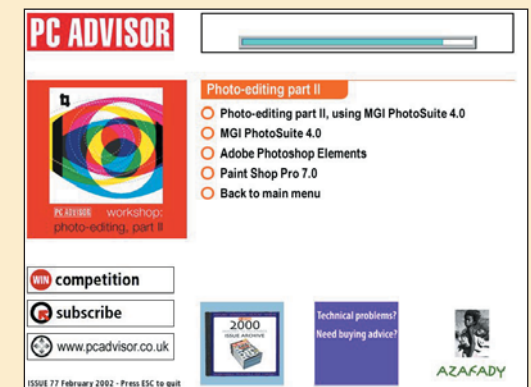 PC ADVISOR
Photo-editing part II
Photo-editing part II, using MGI PhotoSuite 4.0
MGI PhotoSuite 4.0
Adobe Photoshop Elements
Paint Shop Pro 7.0
Back to main menu
PC ADVISOR workshop:
photo-editing, part II
WIN competition
subscribe
www.pcadvisor.co.uk
2000
ISSUE ARCHIVE
Technical problems?
Need buying advice?
AZAFADY
ISSUE 77 February 2002 - Press ESC to quit